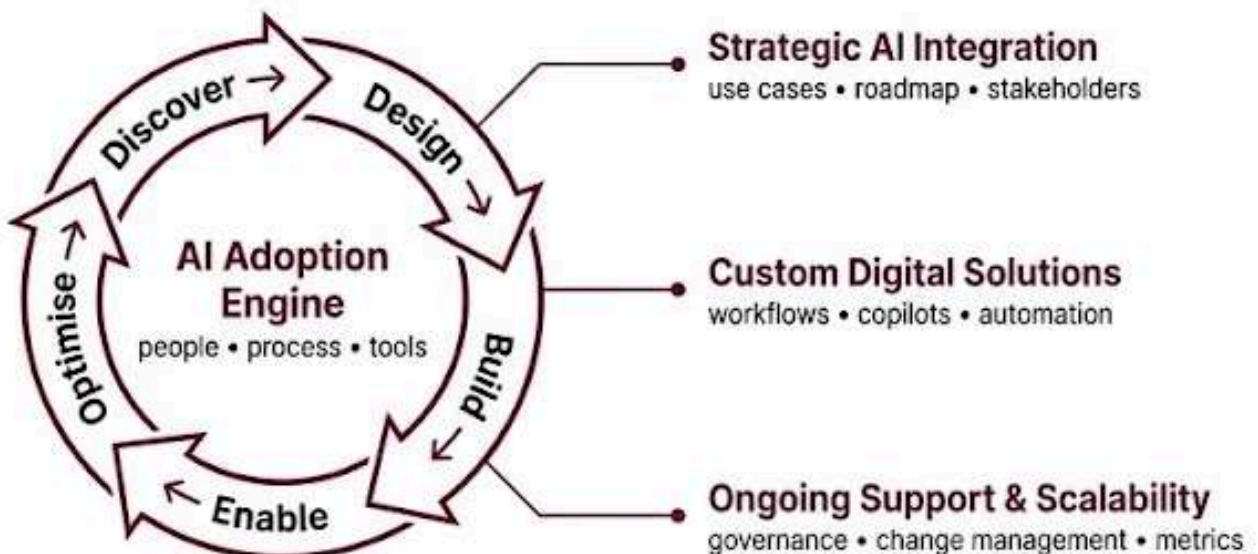 Discover →
Design →
Build →
Enable →
Optimise →
AI Adoption
Engine
people • process • tools
Strategic AI Integration
use cases • roadmap • stakeholders
Custom Digital Solutions
workflows • copilots • automation
Ongoing Support & Scalability
governance • change management • metrics